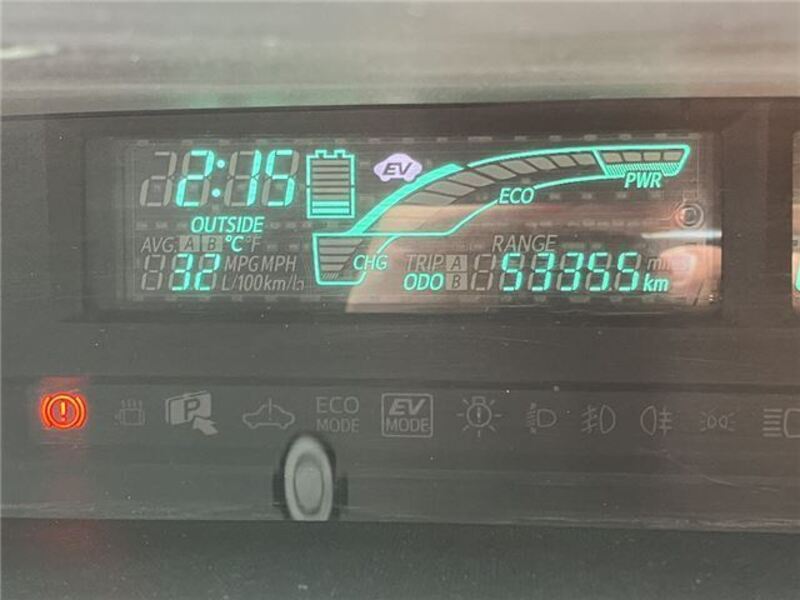 2:15
EV
OUTSIDE
ECO
PWR
AVG A B °C °F
RANGE
32 MPG MPH
CHG
TRIP A
53355
L/100km/h
ODO B
km
P
ECO
MODE
EV
MODE